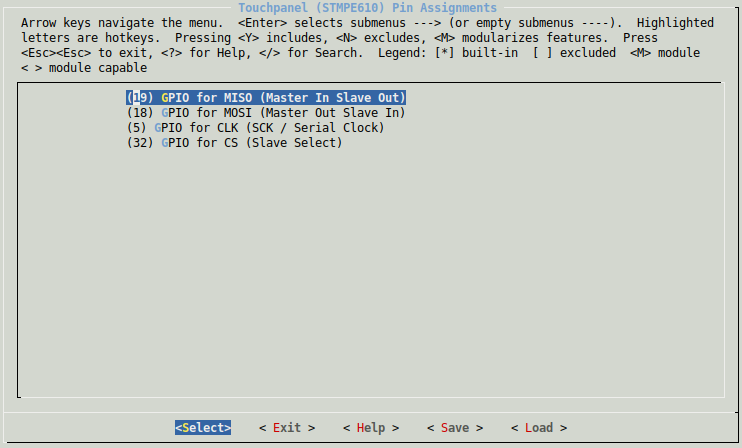 Touchpanel (STMPE610) Pin Assignments
Arrow keys navigate the menu.  <Enter> selects submenus ---> (or empty submenus ----).  Highlighted
letters are hotkeys.  Pressing <Y> includes, <N> excludes, <M> modularizes features.  Press
<Esc><Esc> to exit, <?> for Help, </> for Search.  Legend: [*] built-in  [ ] excluded  <M> module
< > module capable
(19) GPIO for MISO (Master In Slave Out)
(18) GPIO for MOSI (Master Out Slave In)
(5) GPIO for CLK (SCK / Serial Clock)
(32) GPIO for CS (Slave Select)
<Select>    < Exit >    < Help >    < Save >    < Load >